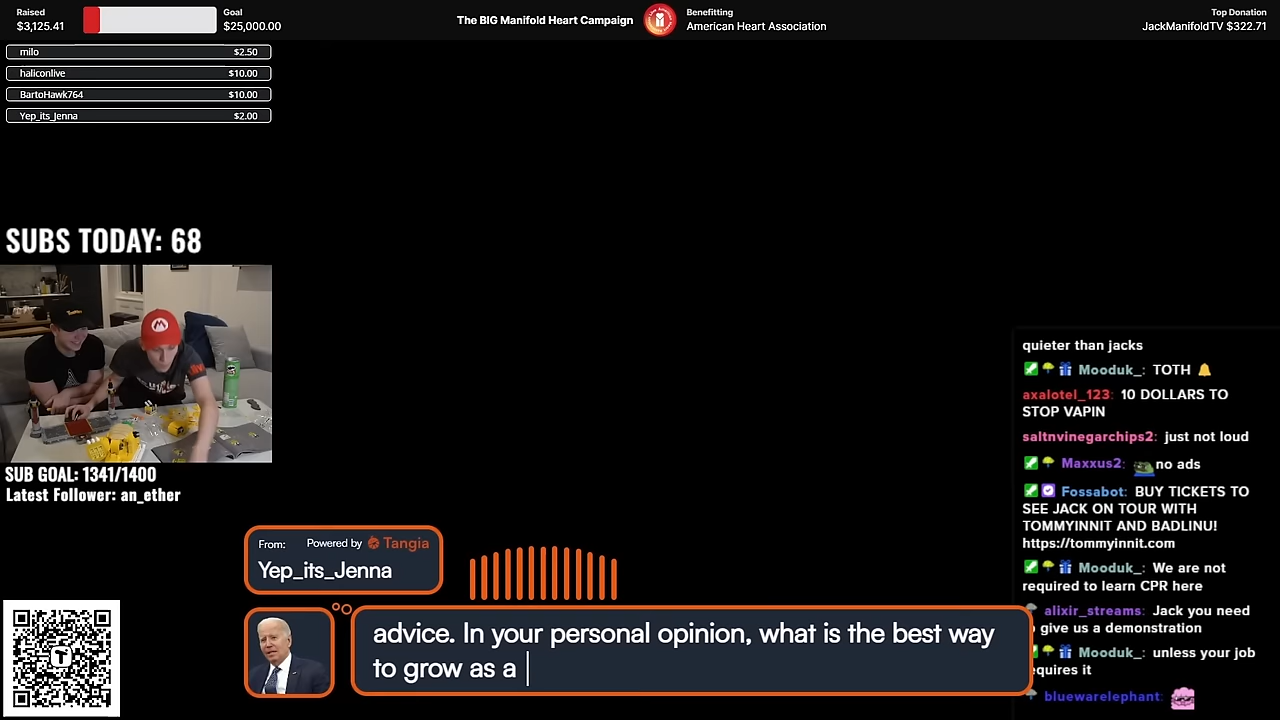 Raised
$3,125.41
Goal
$25,000.00
The BIG Manifold Heart Campaign
Benefitting
American Heart Association
Top Donation
JackManifoldTV $322.71
milo $2.50
haliconlive $10.00
BartoHawk764 $10.00
Yep_its_Jenna $2.00
SUBS TODAY: 68
SUB GOAL: 1341/1400
Latest Follower: an_ether
From: Powered by Tangia
Yep_its_Jenna
advice. In your personal opinion, what is the best way
to grow as a
quieter than jacks
Mooduk_: TOTH
axalotel_123: 10 DOLLARS TO
STOP VAPIN
saltnvinegarchips2: just not loud
Maxxus2: no ads
Fossabot: BUY TICKETS TO
SEE JACK ON TOUR WITH
TOMMYINNIT AND BADLINU!
https://tommyinnit.com
Mooduk_: We are not
required to learn CPR here
alixir_streams: Jack you need
give us a demonstration
Mooduk_: unless your job
equires it
bluewarelephant: